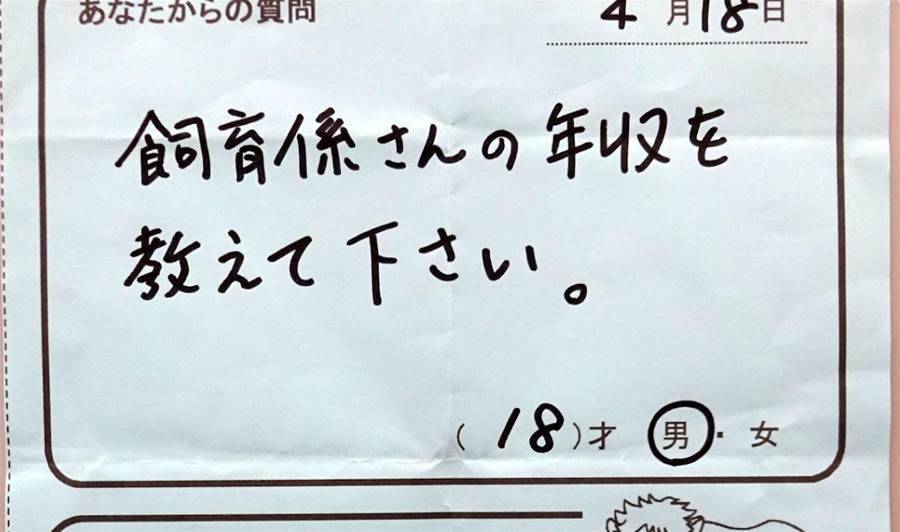 あなたからの質問
4月18日
飼育係さんの年収を
教えて下さい。
(18)才 男・女